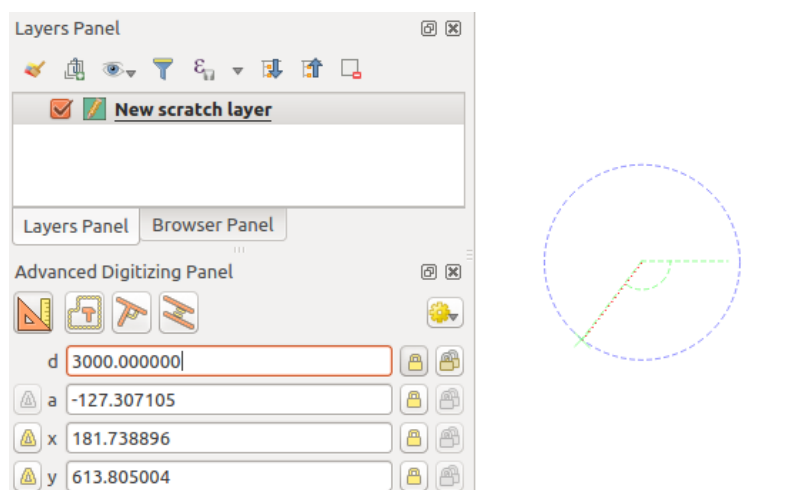 Layers Panel
New scratch layer
Layers Panel
Browser Panel
Advanced Digitizing Panel
d 3000.000000
a -127.307105
x 181.738896
y 613.805004